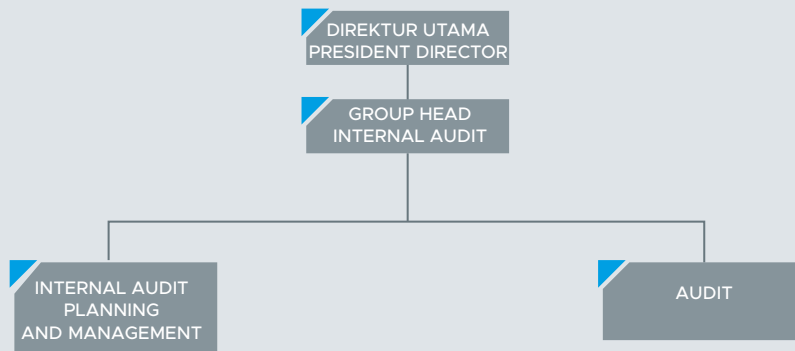 DIREKTUR UTAMA
PRESIDENT DIRECTOR
GROUP HEAD
INTERNAL AUDIT
INTERNAL AUDIT
PLANNING
AND MANAGEMENT
AUDIT